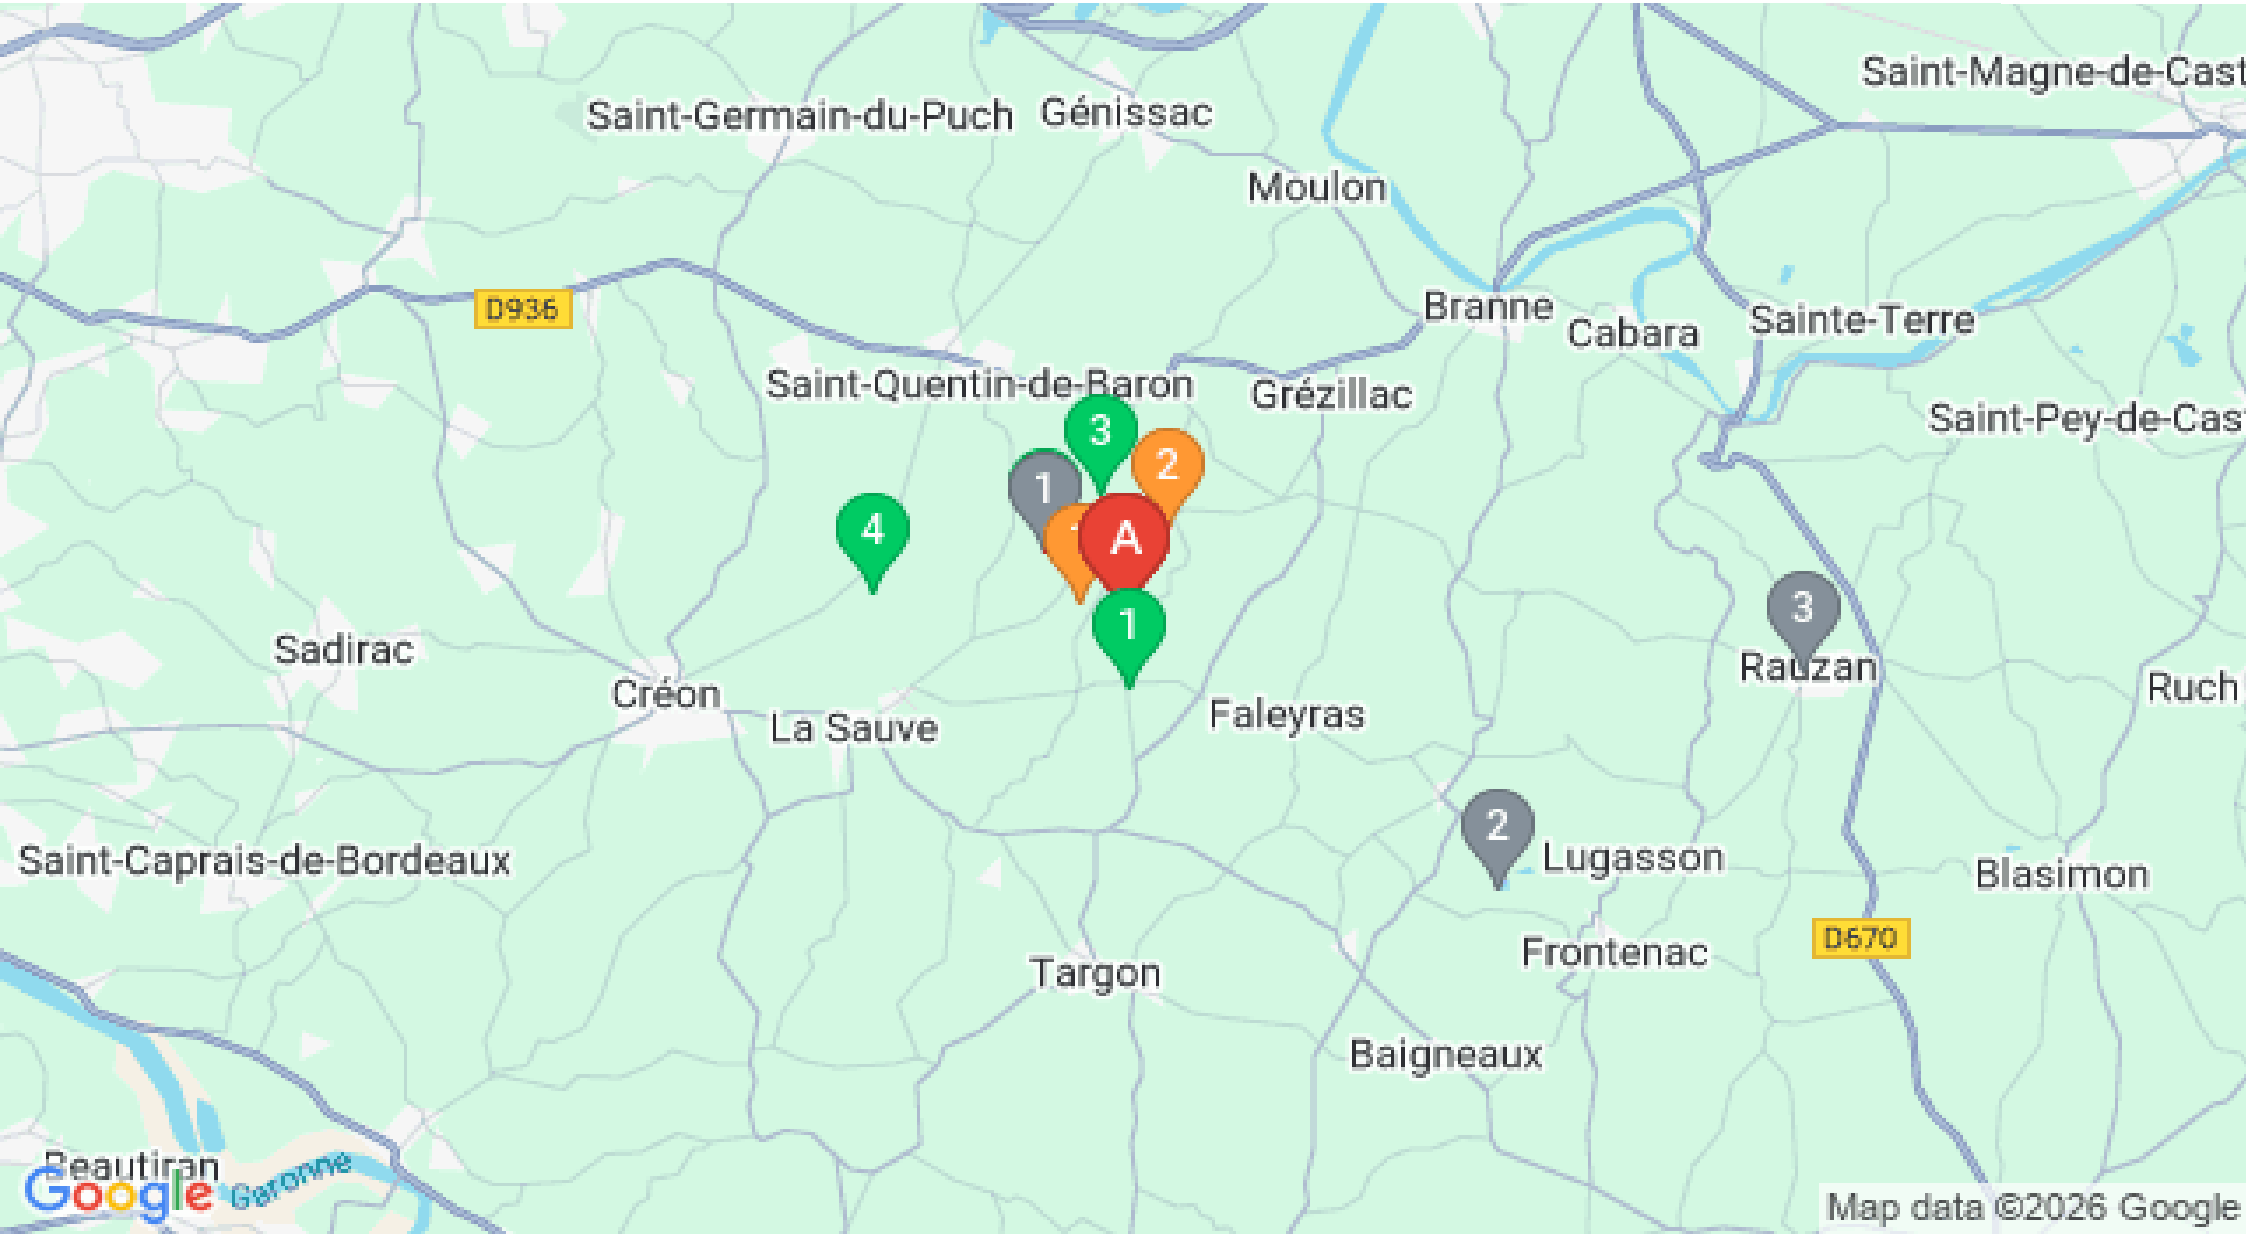 Saint-Magne-de-Cast
Saint-Germain-du-Puch
Génissac
Moulon
D936
Branne
Cabara
Sainte-Terre
Saint-Quentin-de-Baron
Grézillac
Saint-Pey-de-Cas
3
2
1
4
A
1
3
Sadirac
Créon
La Sauve
Faleyras
Rauzan
Ruch
2
Saint-Caprais-de-Bordeaux
Lugasson
Blasimon
D670
Targon
Frontenac
Baigneaux
Beautiran
Garonne
Google
Map data ©2026 Google